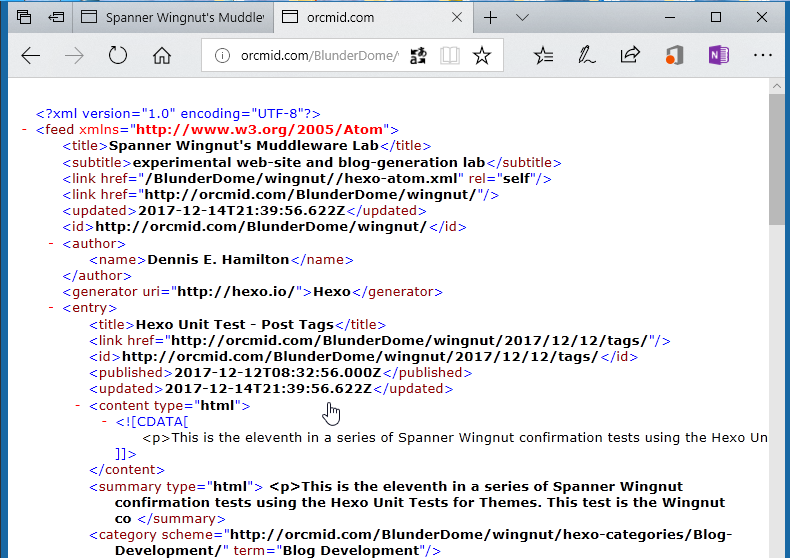 Spanner Wingnut's Muddlew
orcmid.com
orcmid.com/BlunderDome/
<?xml version="1.0" encoding="UTF-8"?>
- <feed xmlns="http://www.w3.org/2005/Atom">
<title>Spanner Wingnut's Muddleware Lab</title>
<subtitle>experimental web-site and blog-generation lab</subtitle>
<link href="/BlunderDome/wingnut//hexo-atom.xml" rel="self"/>
<link href="http://orcmid.com/BlunderDome/wingnut/"/>
<updated>2017-12-14T21:39:56.622Z</updated>
<id>http://orcmid.com/BlunderDome/wingnut/</id>
- <author>
<name>Dennis E. Hamilton</name>
</author>
<generator uri="http://hexo.io/">Hexo</generator>
- <entry>
<title>Hexo Unit Test - Post Tags</title>
<link href="http://orcmid.com/BlunderDome/wingnut/2017/12/12/tags/"/>
<id>http://orcmid.com/BlunderDome/wingnut/2017/12/12/tags/</id>
<published>2017-12-12T08:32:56.000Z</published>
<updated>2017-12-14T21:39:56.622Z</updated>
- <content type="html">
- <![CDATA[
<p>This is the eleventh in a series of Spanner Wingnut confirmation tests using the Hexo Un
]]>
</content>
<summary type="html"> <p>This is the eleventh in a series of Spanner Wingnut
confirmation tests using the Hexo Unit Tests for Themes. This test is the Wingnut
co </summary>
<category scheme="http://orcmid.com/BlunderDome/wingnut/hexo-categories/Blog-
Development/" term="Blog Development"/>